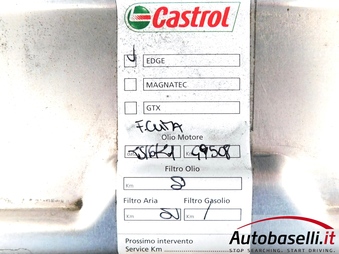 Castrol
EDGE
MAGNATEC
GTX
Olio Motore
Km
Filtro Olio
Km
Filtro Aria Filtro Gasolio
Km
Prossimo intervento
Service Km
Autobaselli.it
STOP SEARCHING, START DRIVING.